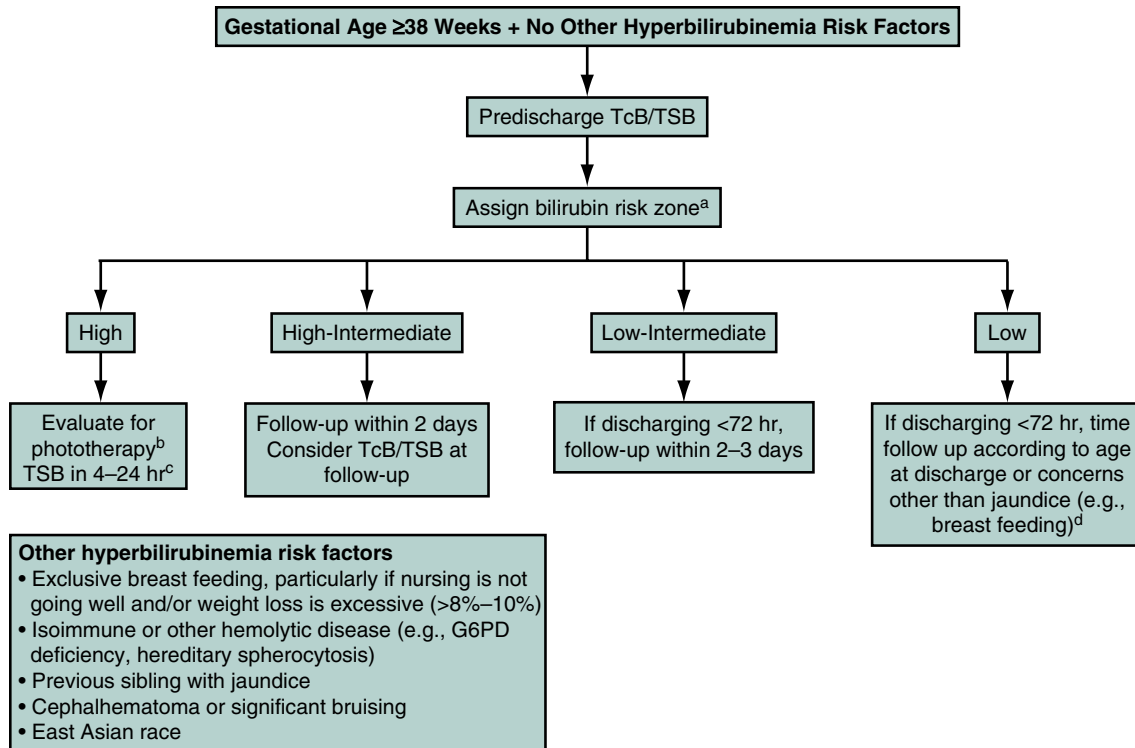 Gestational Age ≥38 Weeks + No Other Hyperbilirubinemia Risk Factors
Predischarge TcB/TSB
Assign bilirubin risk zoneᵃ
High
High-Intermediate
Low-Intermediate
Low
Evaluate for
phototherapyᵇ
TSB in 4–24 hrᶜ
Follow-up within 2 days
Consider TcB/TSB at
follow-up
If discharging <72 hr,
follow-up within 2–3 days
If discharging <72 hr, time
follow up according to age
at discharge or concerns
other than jaundice (e.g.,
breast feeding)ᵈ
Other hyperbilirubinemia risk factors
• Exclusive breast feeding, particularly if nursing is not
going well and/or weight loss is excessive (>8%–10%)
• Isoimmune or other hemolytic disease (e.g., G6PD
deficiency, hereditary spherocytosis)
• Previous sibling with jaundice
• Cephalhematoma or significant bruising
• East Asian race